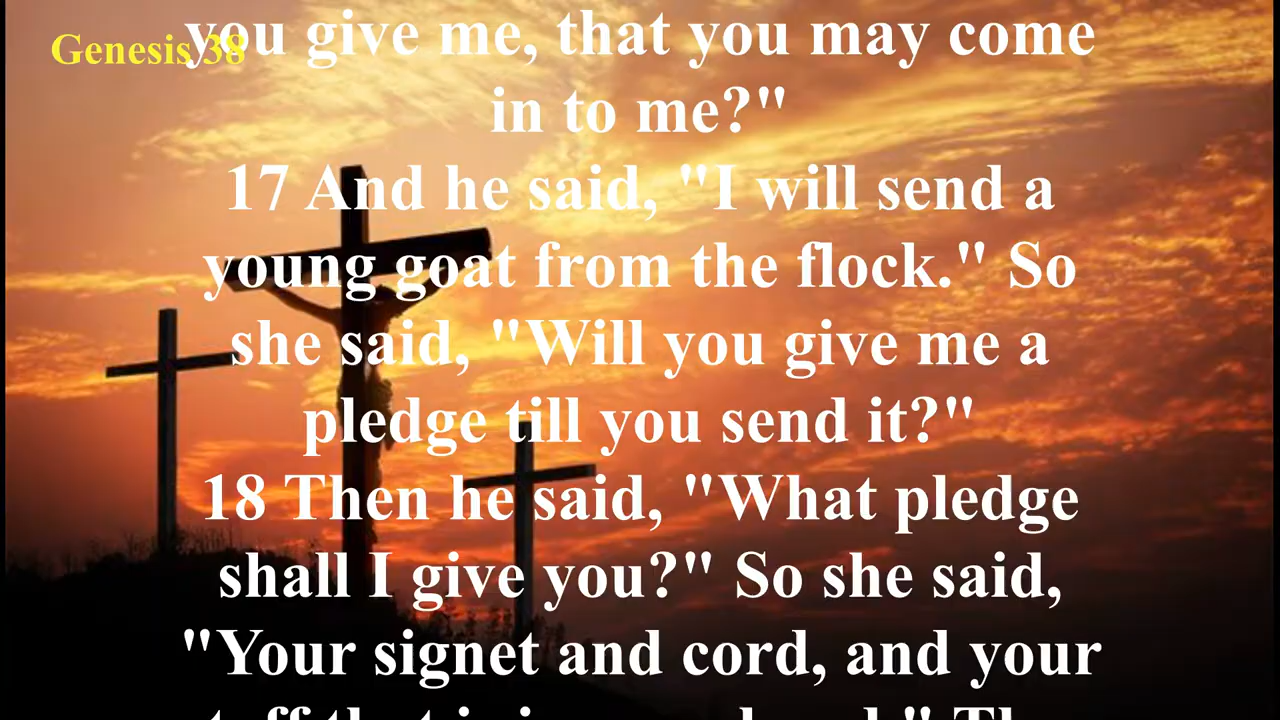 Genesis 38
you give me, that you may come
in to me?"
17 And he said, "I will send a
young goat from the flock." So
she said, "Will you give me a
pledge till you send it?"
18 Then he said, "What pledge
shall I give you?" So she said,
"Your signet and cord, and your